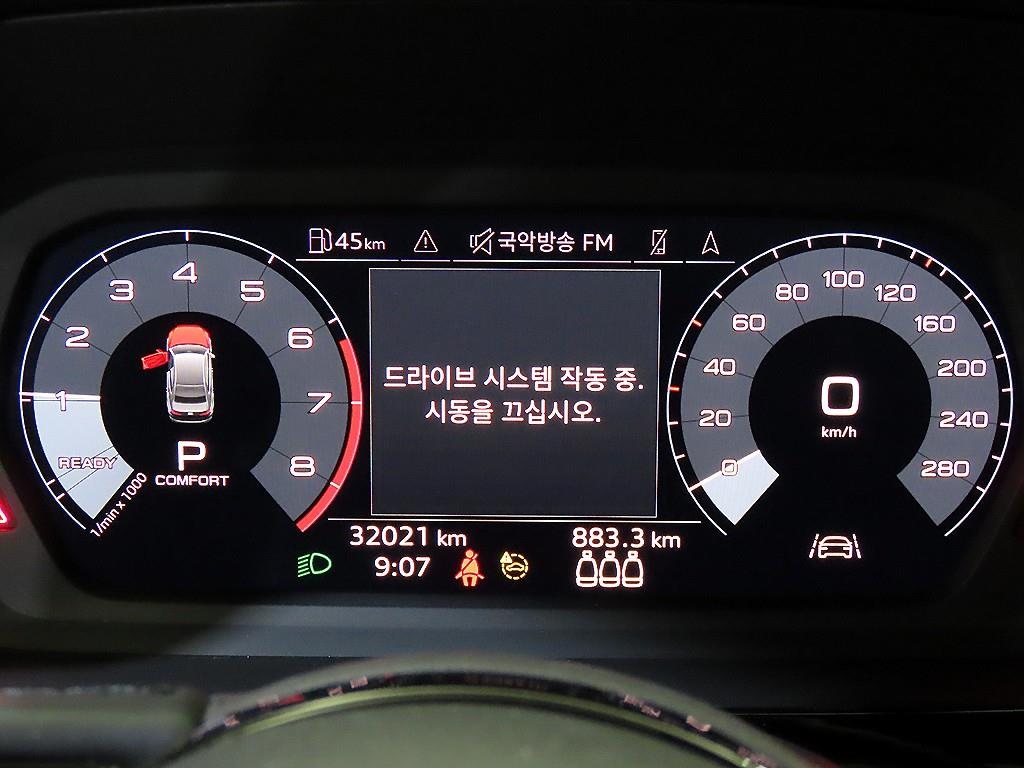 45 km
국악방송 FM
1 2 3 4 5 6 7 8
READY
1/min x 1000
P
COMFORT
드라이브 시스템 작동 중.
시동을 끄십시오.
0 20 40 60 80 100 120 160 200 240 280
0
km/h
32021 km
883.3 km
9:07